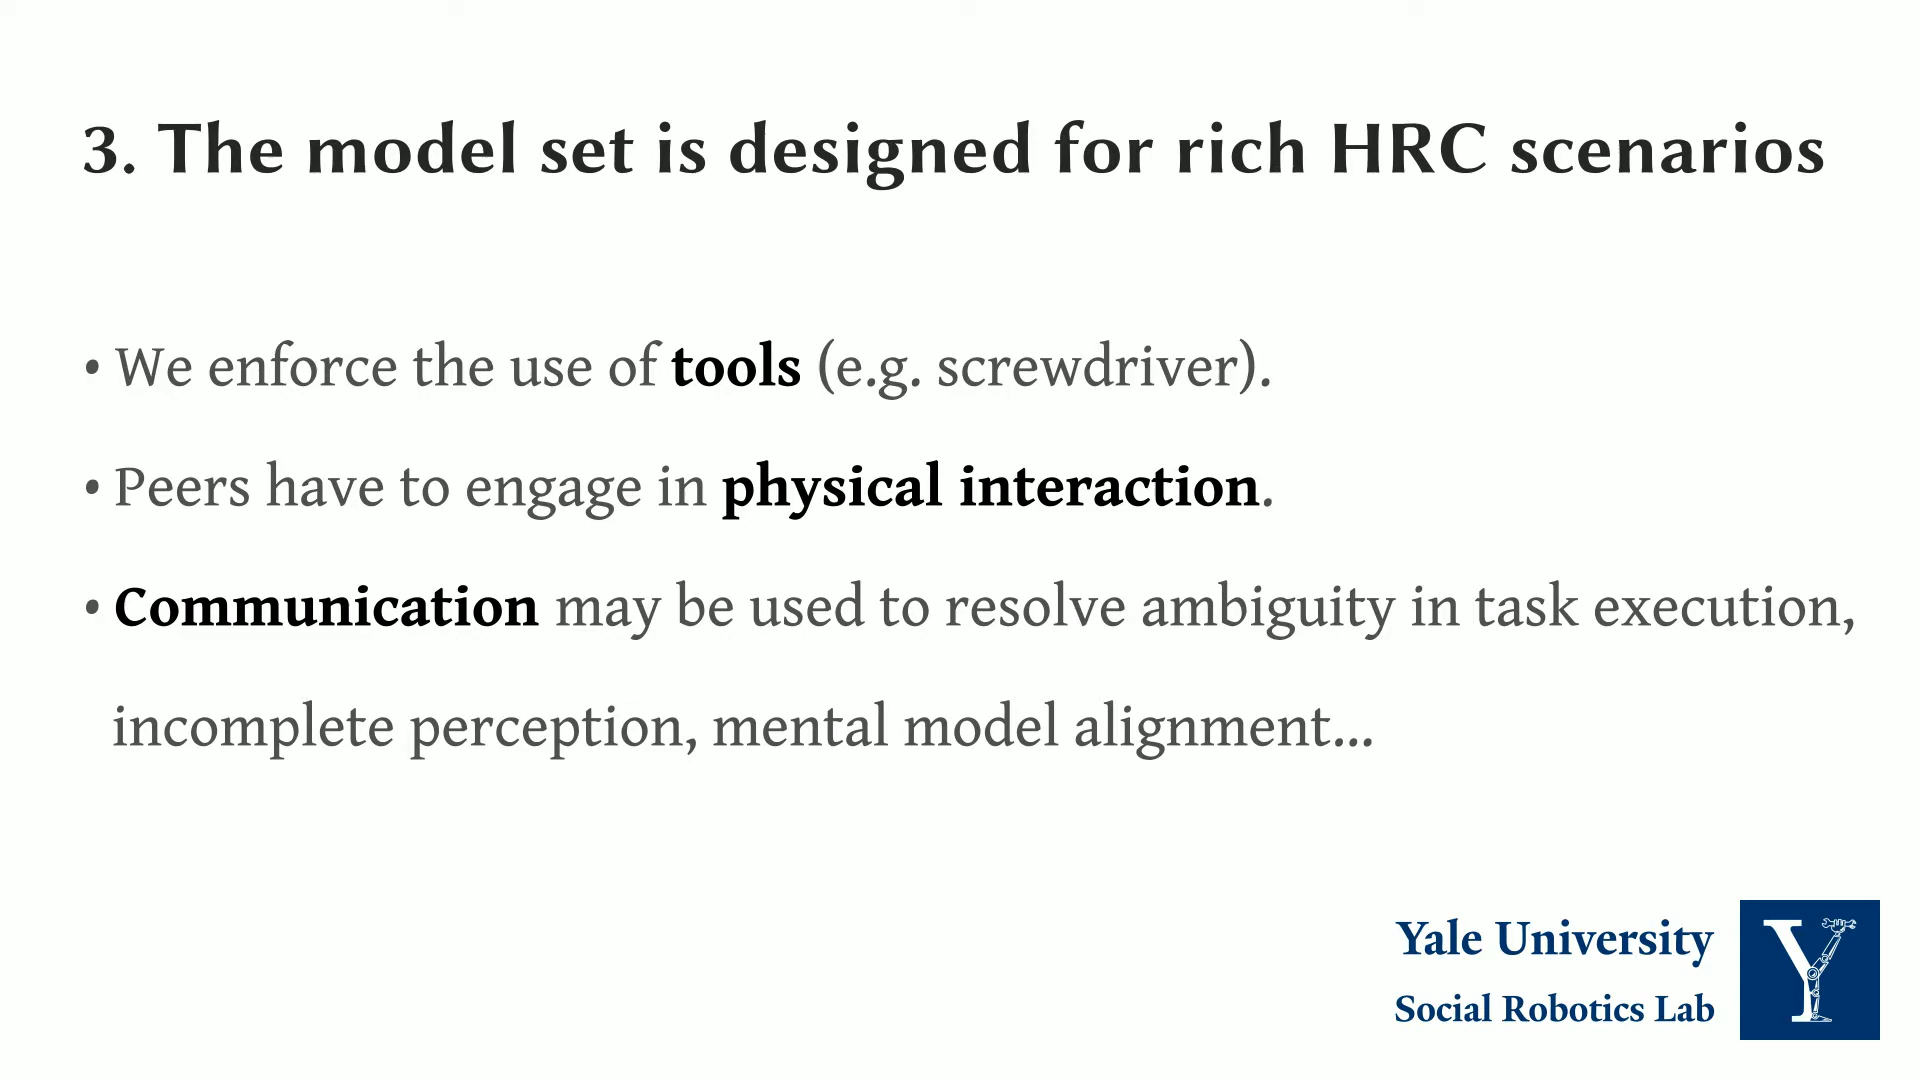 3. The model set is designed for rich HRC scenarios
• We enforce the use of tools (e.g. screwdriver).
• Peers have to engage in physical interaction.
• Communication may be used to resolve ambiguity in task execution,
incomplete perception, mental model alignment...
Yale University
Social Robotics Lab
Y